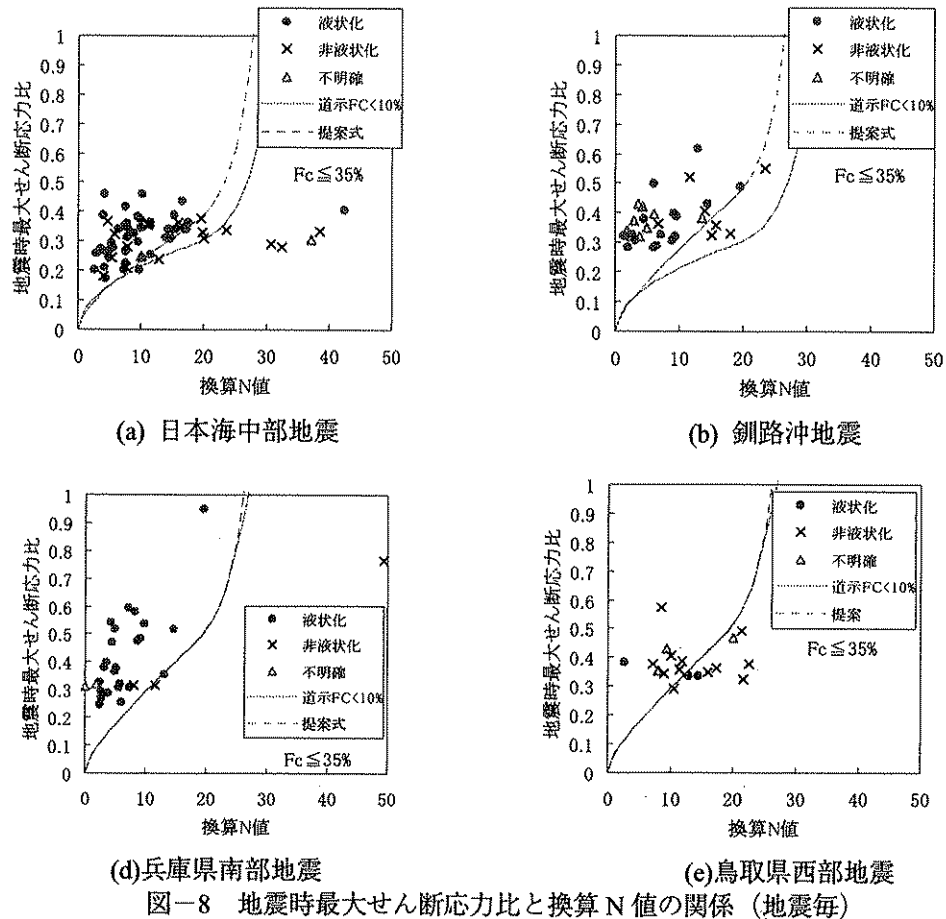 液状化
非液状化
不明確
道示FC<10%
提案式
Fc≦35%
地震時最大せん断応力比
1
0.9
0.8
0.7
0.6
0.5
0.4
0.3
0.2
0.1
0
0 10 20 30 40 50
換算N値
(a) 日本海中部地震
液状化
非液状化
不明確
道示FC<10%
提案式
Fc≦35%
地震時最大せん断応力比
1
0.9
0.8
0.7
0.6
0.5
0.4
0.3
0.2
0.1
0
0 10 20 30 40 50
換算N値
(b) 釧路沖地震
地震時最大せん断応力比
1
0.9
0.8
0.7
0.6
0.5
0.4
0.3
0.2
0.1
0
液状化
非液状化
不明確
道示FC<10%
提案式
Fc≦35%
0 10 20 30 40 50
換算N値
(d)兵庫県南部地震
地震時最大せん断応力比
1
0.9
0.8
0.7
0.6
0.5
0.4
0.3
0.2
0.1
0
液状化
非液状化
不明確
道示FC<10%
提案
Fc≦35%
0 10 20 30 40 50
換算N値
(e)鳥取県西部地震
図－8 地震時最大せん断応力比と換算 N 値の関係（地震毎）